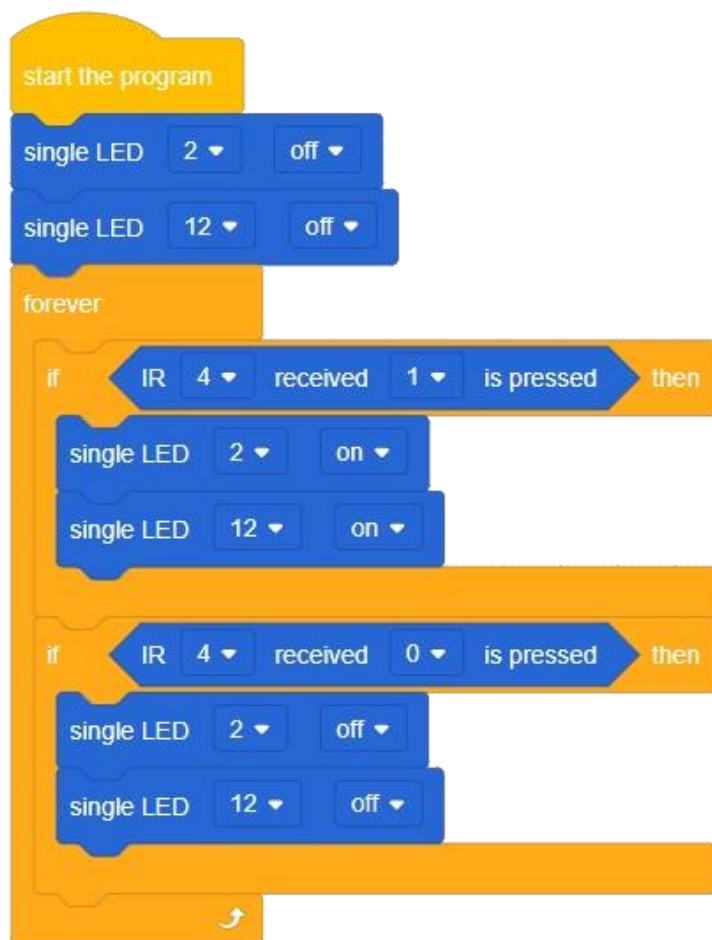 start the program
single LED 2 off
single LED 12 off
forever
if IR 4 received 1 is pressed then
single LED 2 on
single LED 12 on
if IR 4 received 0 is pressed then
single LED 2 off
single LED 12 off